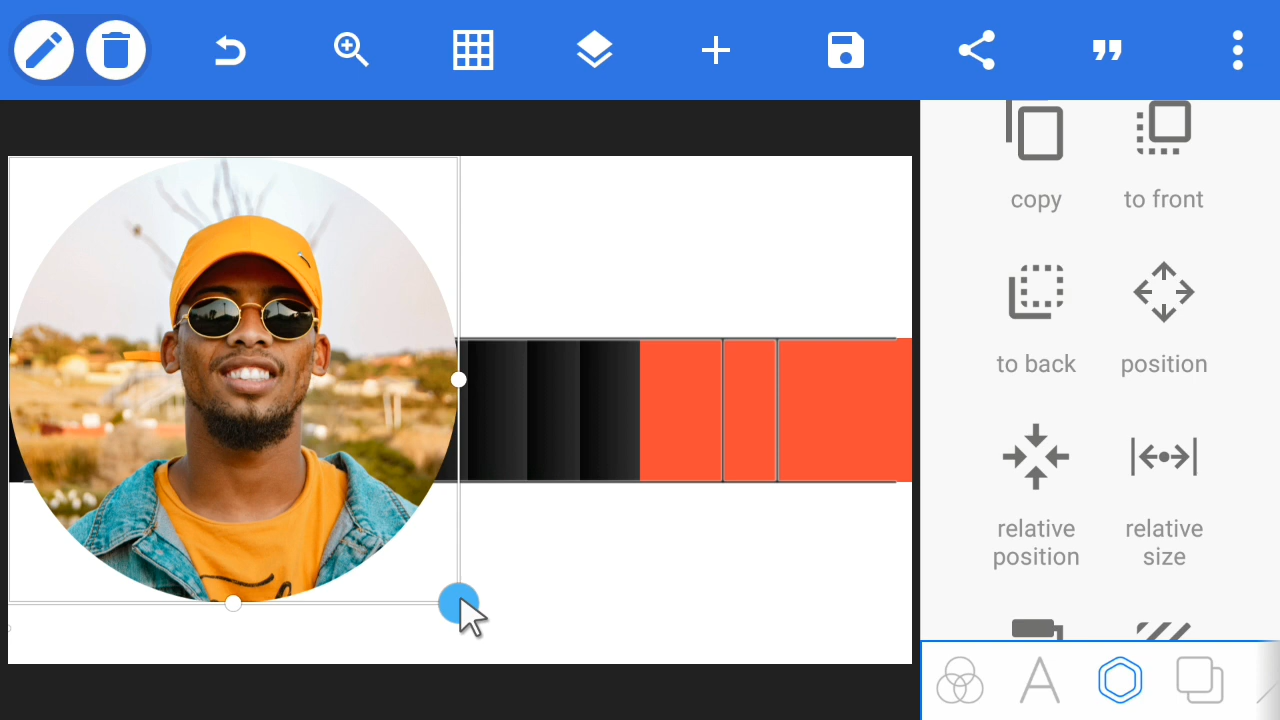 copy
to front
to back
position
relative
position
relative
size